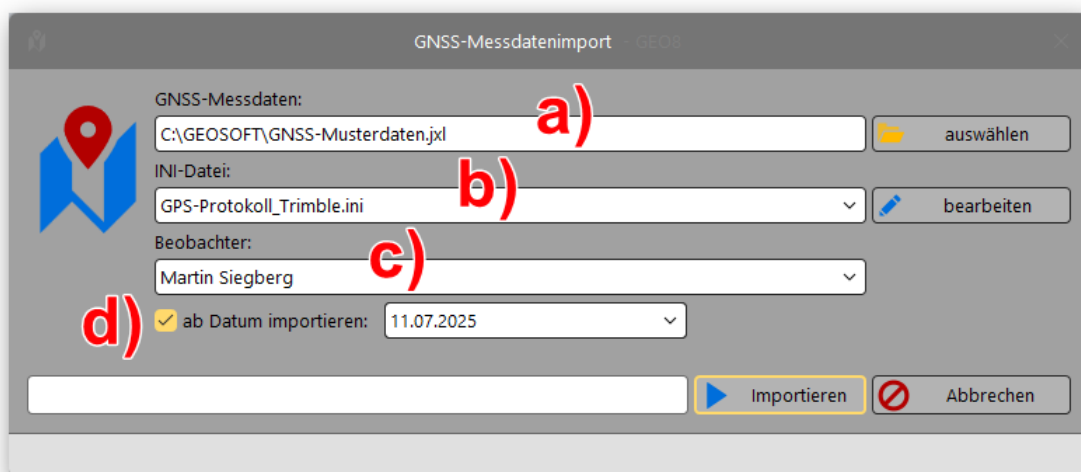 GNSS-Messdatenimport - GEO8
GNSS-Messdaten:
a)
C:\GEOSOFT\GNSS-Musterdaten.jxl
auswählen
INI-Datei:
b)
GPS-Protokoll_Trimble.ini
bearbeiten
Beobachter:
c)
Martin Siegberg
d)
ab Datum importieren: 11.07.2025
Importieren
Abbrechen